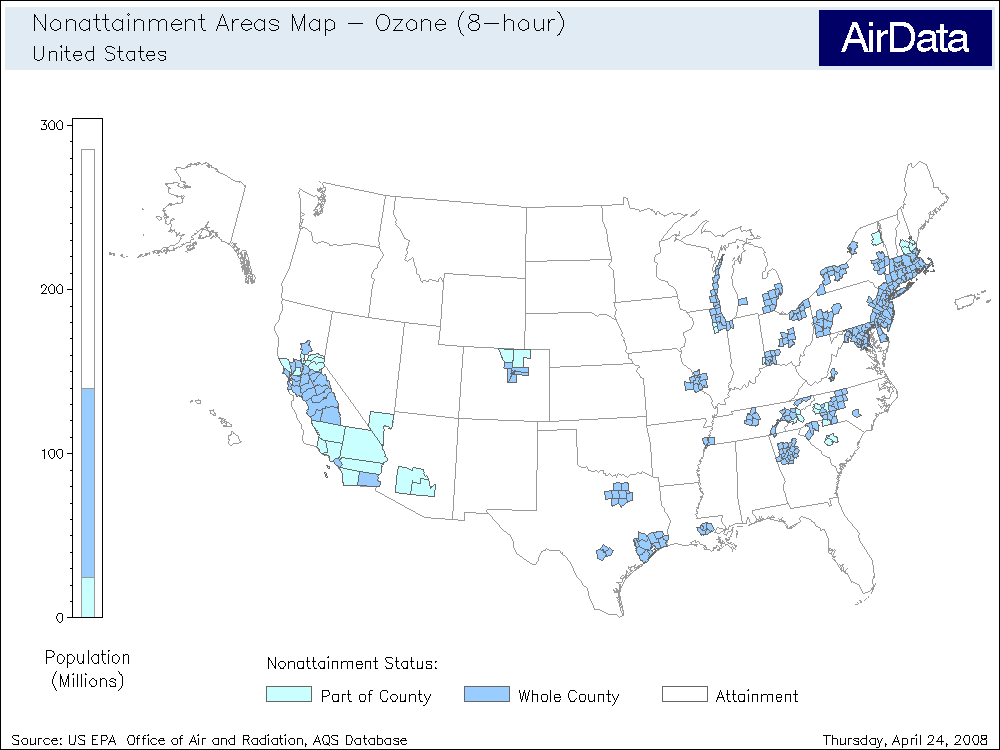 Nonattainment Areas Map - Ozone (8-hour)
United States
AirData
300
200
100
0
Population
(Millions)
Nonattainment Status:
Part of County
Whole County
Attainment
Source: US EPA Office of Air and Radiation, AQS Database
Thursday, April 24, 2008